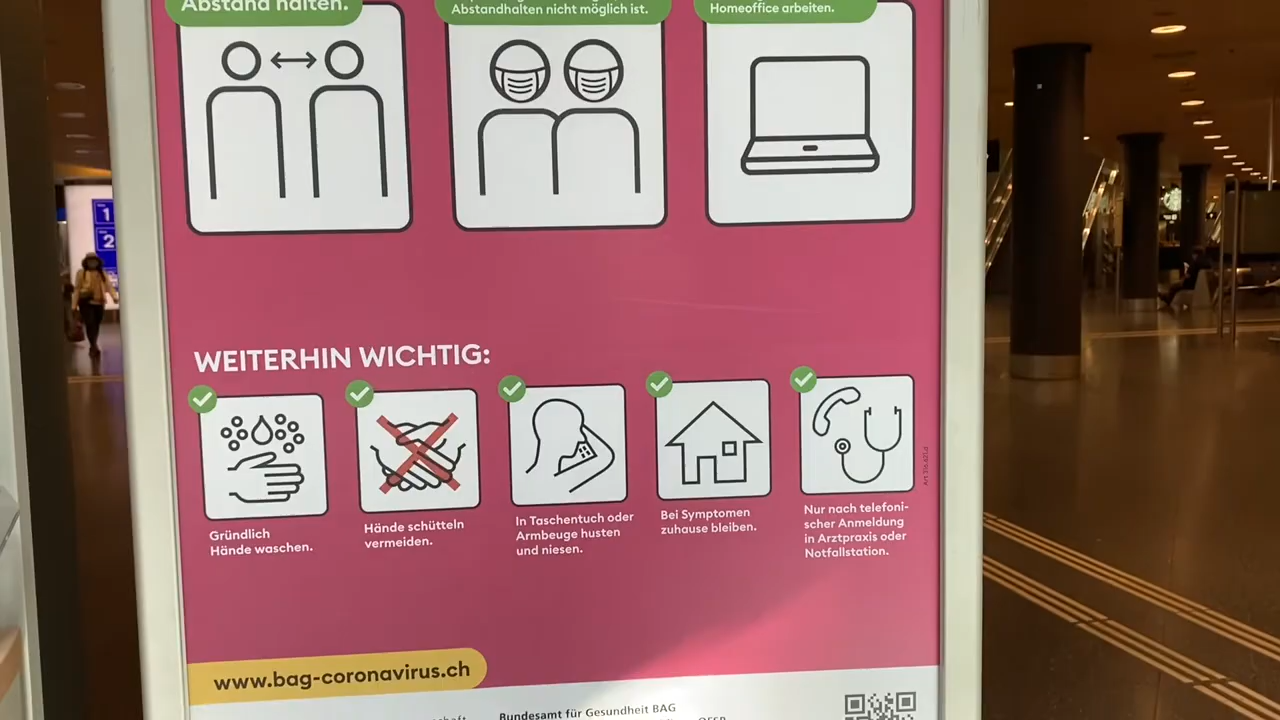 Abstand halten.
Abstandhalten nicht möglich ist.
Homeoffice arbeiten.
1
2
WEITERHIN WICHTIG:
Gründlich
Hände waschen.
Hände schütteln
vermeiden.
In Taschentuch oder
Armbeuge husten
und niesen.
Bei Symptomen
zuhause bleiben.
Nur nach telefoni-
scher Anmeldung
in Arztpraxis oder
Notfallstation.
www.bag-coronavirus.ch
Bundesamt für Gesundheit BAG